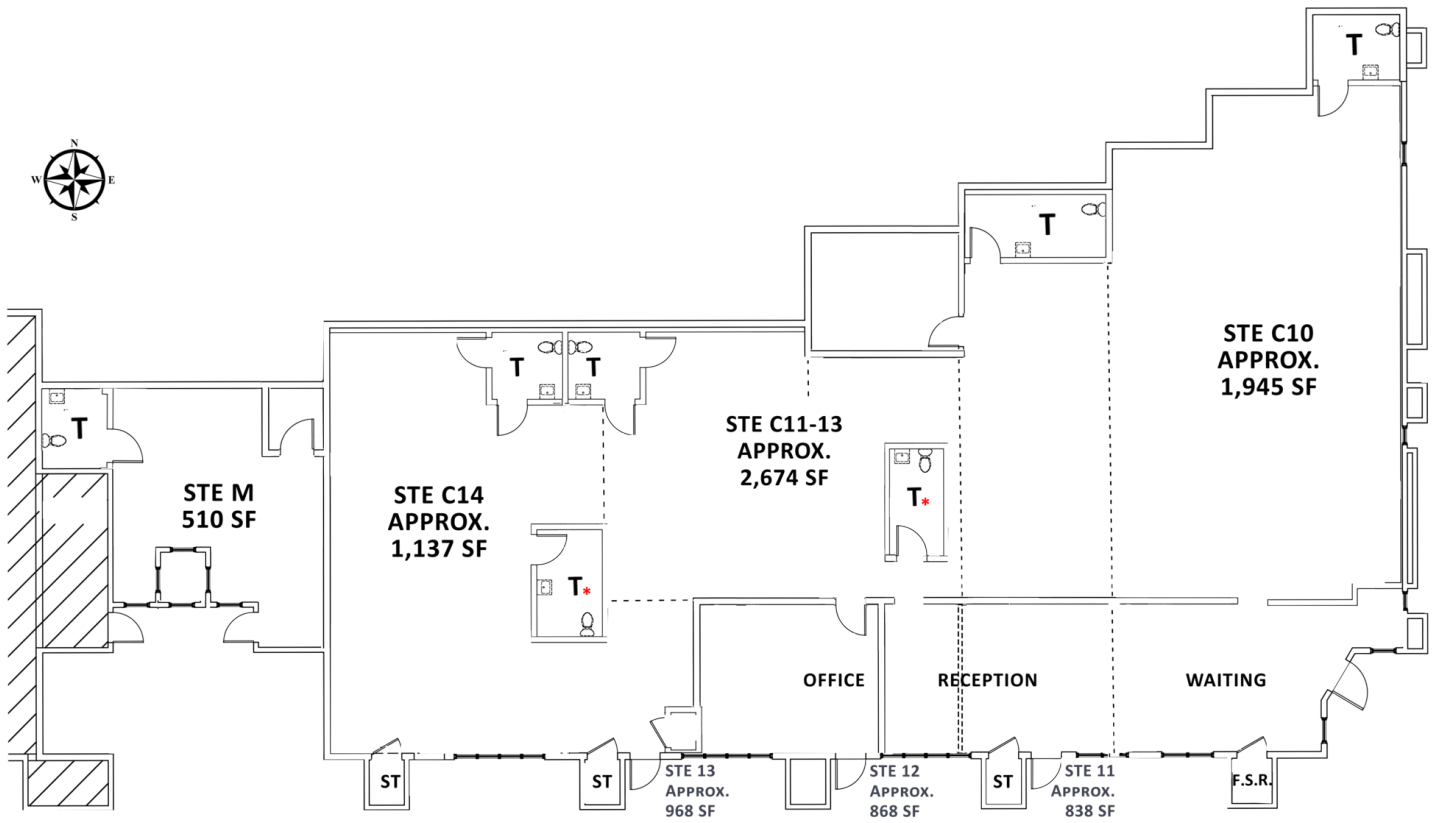 T
N
W E
S
T
STE C10
APPROX.
1,945 SF
T
T
STE C11-13
APPROX.
2,674 SF
T
STE M
510 SF
STE C14
APPROX.
1,137 SF
T*
T*
OFFICE
RECEPTION
WAITING
ST
ST
STE 13
APPROX.
968 SF
STE 12
APPROX.
868 SF
ST
STE 11
APPROX.
838 SF
F.S.R.